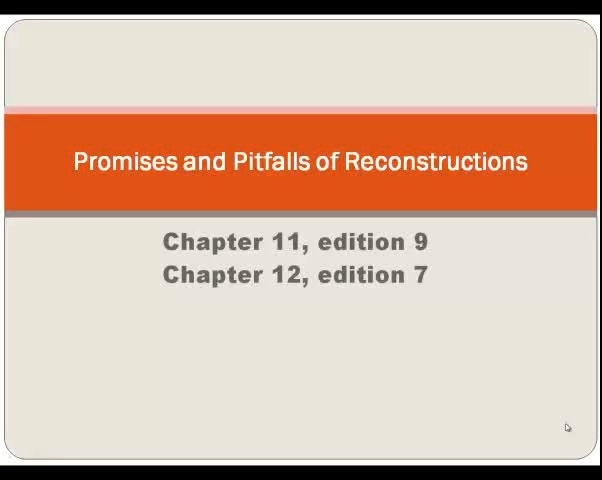 Promises and Pitfalls of Reconstructions
Chapter 11, edition 9
Chapter 12, edition 7